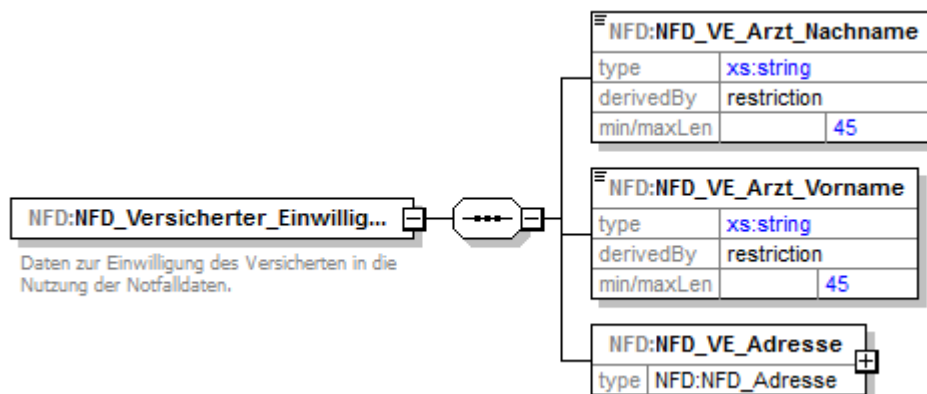 NFD:NFD_VE_Arzt_Nachname
type xs:string
derivedBy restriction
min/maxLen 45
NFD:NFD_VE_Arzt_Vorname
type xs:string
derivedBy restriction
min/maxLen 45
NFD:NFD_Versicherter_Einwillig...
Daten zur Einwilligung des Versicherten in die
Nutzung der Notfalldaten.
NFD:NFD_VE_Adresse
type NFD:NFD_Adresse